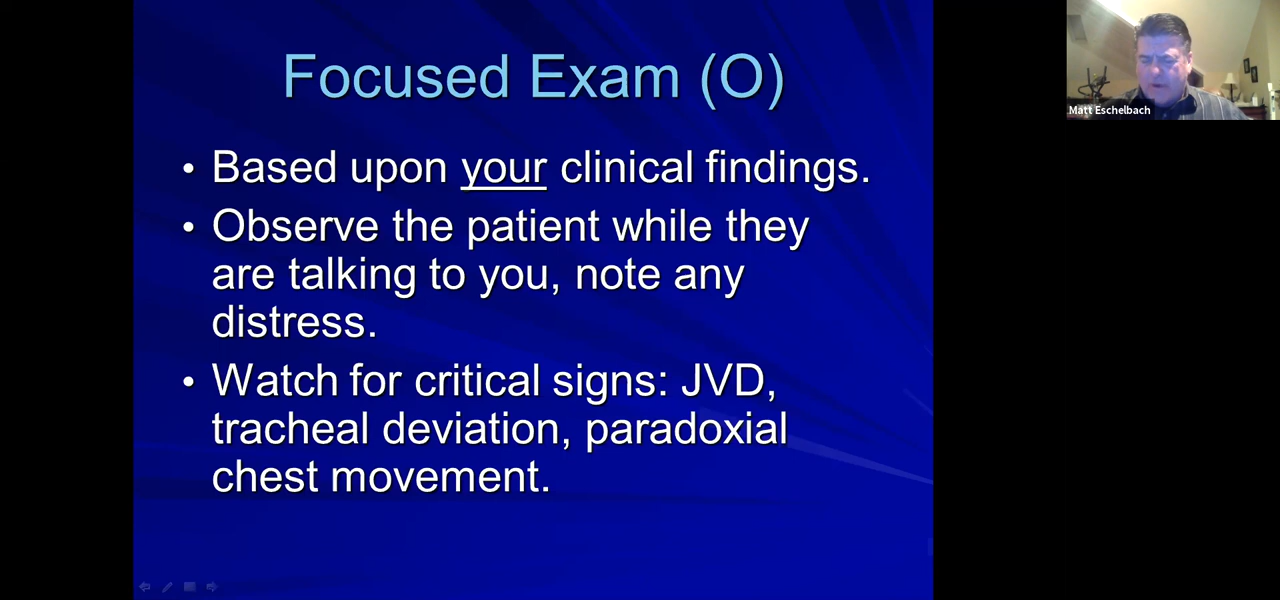 Focused Exam (O)
• Based upon your clinical findings.
• Observe the patient while they
are talking to you, note any
distress.
• Watch for critical signs: JVD,
tracheal deviation, paradoxial
chest movement.
Matt Eschelbach